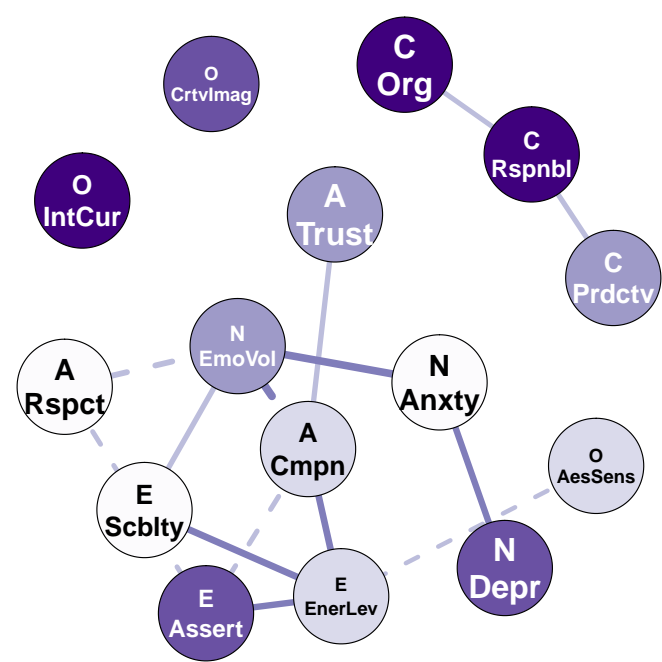 O
CrtvImag
C
Org
C
Rspnbl
O
IntCur
A
Trust
C
Prdctv
N
EmoVol
A
Rspct
N
Anxty
A
Cmpn
O
AesSens
E
Scblty
N
Depr
E
Assert
E
EnerLev